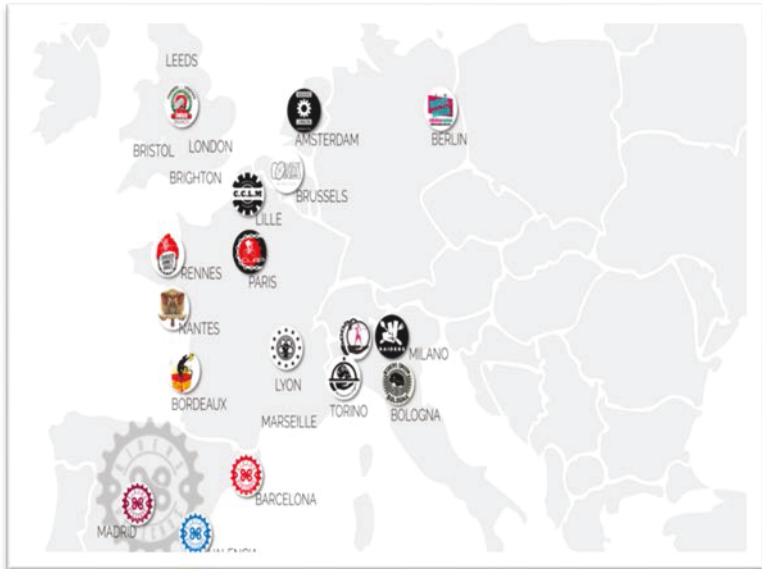 LEEDS
AMSTERDAM
BERLIN
BRISTOL
LONDON
BRIGHTON
BRUSSELS
C.C.L.M
LILLE
RENNES
PARIS
NANTES
MILANO
LYON
BORDEAUX
TORINO
BOLOGNA
MARSEILLE
BARCELONA
MADRID